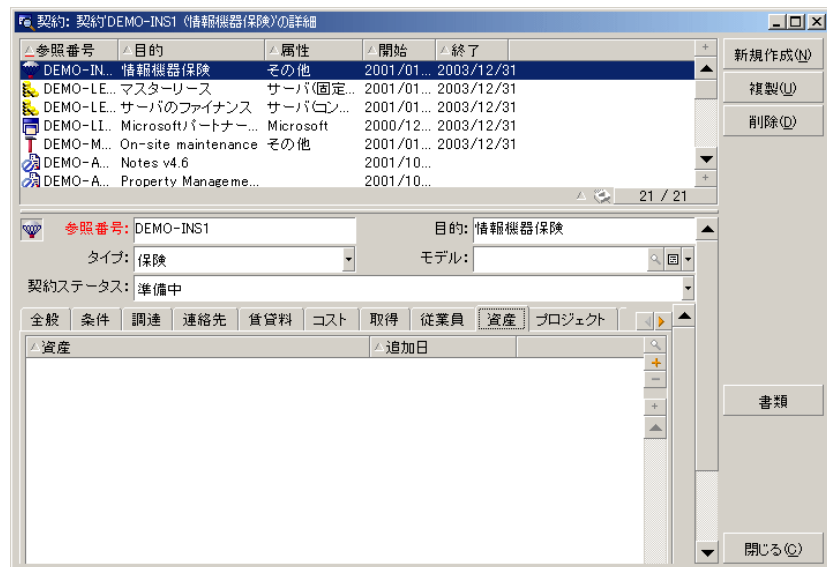 契約: 契約'DEMO-INS1 (情報機器保険)'の詳細
参照番号 目的 属性 開始 終了
DEMO-IN... 情報機器保険 その他 2001/01... 2003/12/31
DEMO-LE... マスターリース サーバ(固定... 2001/01... 2003/12/31
DEMO-LE... サーバのファイナンス サーバ(コン... 2001/01... 2003/12/31
DEMO-LI... Microsoftパートナー... Microsoft 2000/12... 2003/12/31
DEMO-M... On-site maintenance その他 2001/01... 2003/12/31
DEMO-A... Notes v4.6 2001/10...
DEMO-A... Property Manageme... 2001/10...
21 / 21
新規作成(N)
複製(U)
削除(D)
参照番号: DEMO-INS1 目的: 情報機器保険
タイプ: 保険 モデル:
契約ステータス: 準備中
全般 条件 調達 連絡先 賃貸料 コスト 取得 従業員 資産 プロジェクト
資産 追加日
書類
閉じる(C)